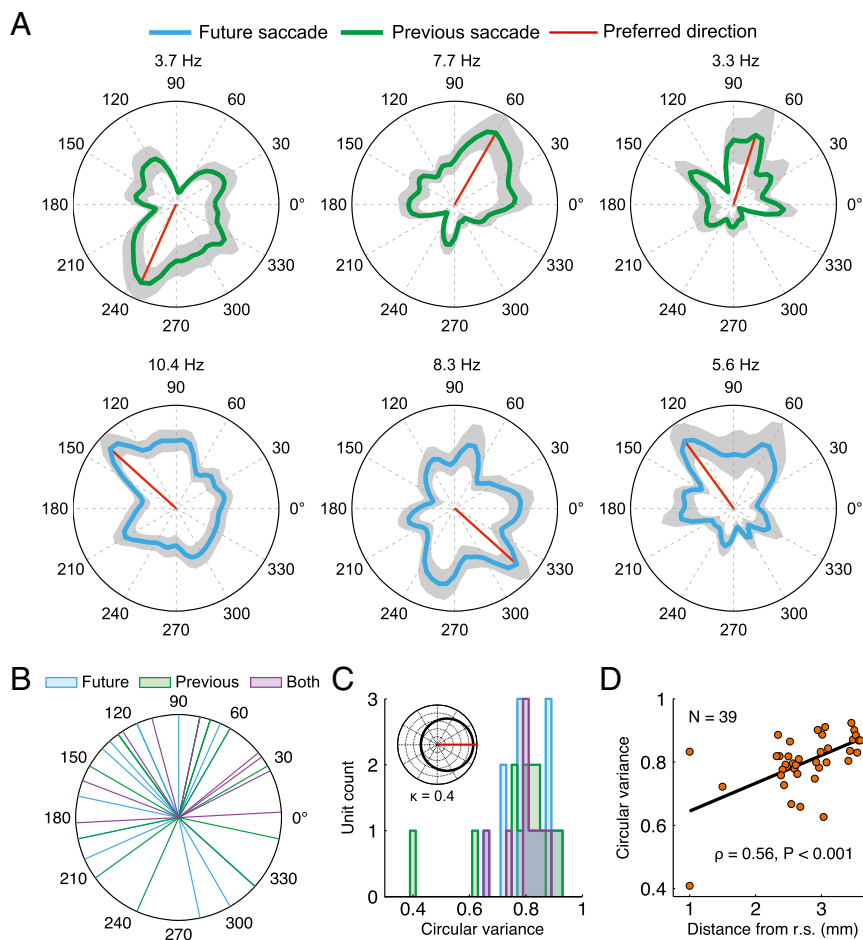 A
Future saccade Previous saccade Preferred direction
3.7 Hz 7.7 Hz 3.3 Hz
90 90 90
120 60 120 60 120 60
150 30 150 30 150 30
180 0° 180 0° 180 0°
210 330 210 330 210 330
240 300 240 300 240 300
270 270 270
10.4 Hz 8.3 Hz 5.6 Hz
90 90 90
120 60 120 60 120 60
150 30 150 30 150 30
180 0° 180 0° 180 0°
210 330 210 330 210 330
240 300 240 300 240 300
270 270 270
B
Future Previous Both
90
120 60
150 30
180 0°
210 330
240 300
270
C
3
2
1
0
Unit count
κ = 0.4
0.4 0.6 0.8 1
Circular variance
D
N = 39
0.8
0.6
0.4
Circular variance
ρ = 0.56, P < 0.001
1 2 3
Distance from r.s. (mm)